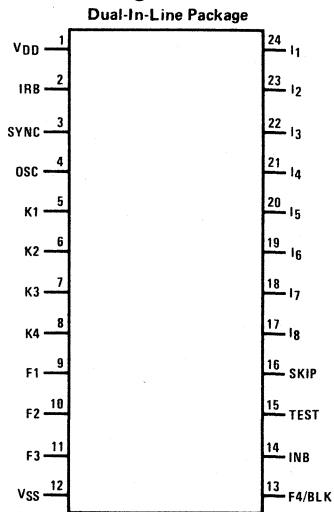 Dual-In-Line Package
VDD 1
IRB 2
SYNC 3
OSC 4
K1 5
K2 6
K3 7
K4 8
F1 9
F2 10
F3 11
VSS 12
24 I1
23 I2
22 I3
21 I4
20 I5
19 I6
18 I7
17 I8
16 SKIP
15 TEST
14 INB
13 F4/BLK